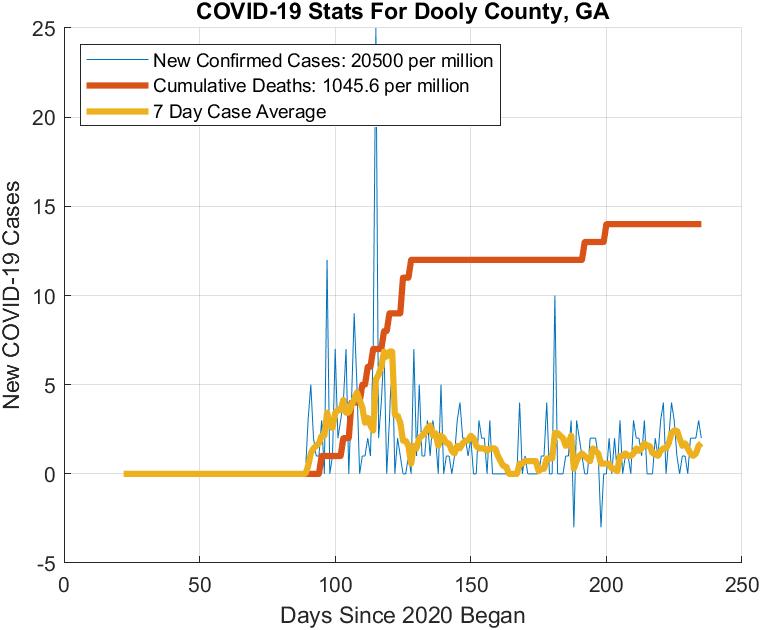 COVID-19 Stats For Dooly County, GA
25
New Confirmed Cases: 20500 per million
Cumulative Deaths: 1045.6 per million
7 Day Case Average
20
15
10
5
0
-5
New COVID-19 Cases
0 50 100 150 200 250
Days Since 2020 Began